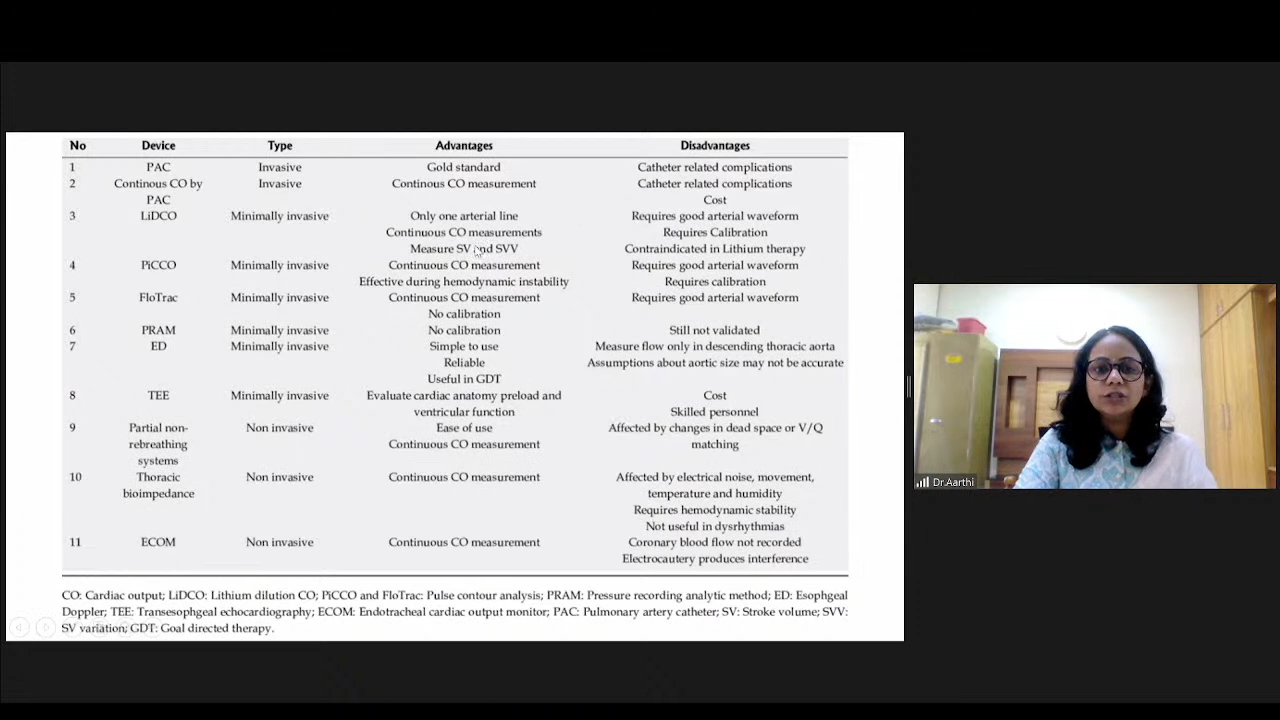 No Device Type Advantages Disadvantages
1 PAC Invasive Gold standard Catheter related complications
2 Continous CO by Invasive Continous CO measurement Catheter related complications
PAC Cost
3 LiDCO Minimally invasive Only one arterial line Requires good arterial waveform
Continuous CO measurements Requires Calibration
Measure SV and SVV Contraindicated in Lithium therapy
4 PiCCO Minimally invasive Continuous CO measurement Requires good arterial waveform
Effective during hemodynamic instability Requires calibration
5 FloTrac Minimally invasive Continuous CO measurement Requires good arterial waveform
No calibration
6 PRAM Minimally invasive No calibration Still not validated
7 ED Minimally invasive Simple to use Measure flow only in descending thoracic aorta
Reliable Assumptions about aortic size may not be accurate
Useful in GDT
8 TEE Minimally invasive Evaluate cardiac anatomy preload and Cost
ventricular function Skilled personnel
9 Partial non- Non invasive Ease of use Affected by changes in dead space or V/Q
rebreathing Continuous CO measurement matching
systems
10 Thoracic Non invasive Continuous CO measurement Affected by electrical noise, movement,
bioimpedance temperature and humidity
Requires hemodynamic stability
Not useful in dysrhythmias
11 ECOM Non invasive Continuous CO measurement Coronary blood flow not recorded
Electrocautery produces interference
CO: Cardiac output; LiDCO: Lithium dilution CO; PiCCO and FloTrac: Pulse contour analysis; PRAM: Pressure recording analytic method; ED: Esophgeal
Doppler; TEE: Transesophgeal echocardiography; ECOM: Endotracheal cardiac output monitor; PAC: Pulmonary artery catheter; SV: Stroke volume; SVV:
SV variation; GDT: Goal directed therapy.
Dr.Aarthi